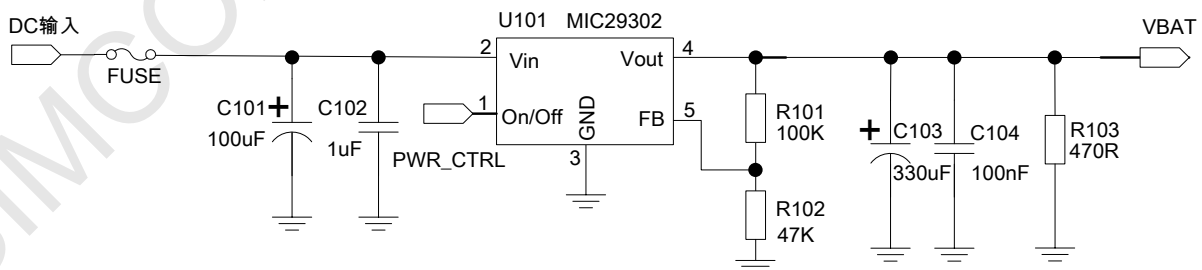 DC输入
FUSE
C101
+
100uF
C102
1uF
U101 MIC29302
2
Vin
1
On/Off
PWR_CTRL
GND
3
Vout
4
FB
5
R101
100K
R102
47K
+
C103
330uF
C104
100nF
R103
470R
VBAT